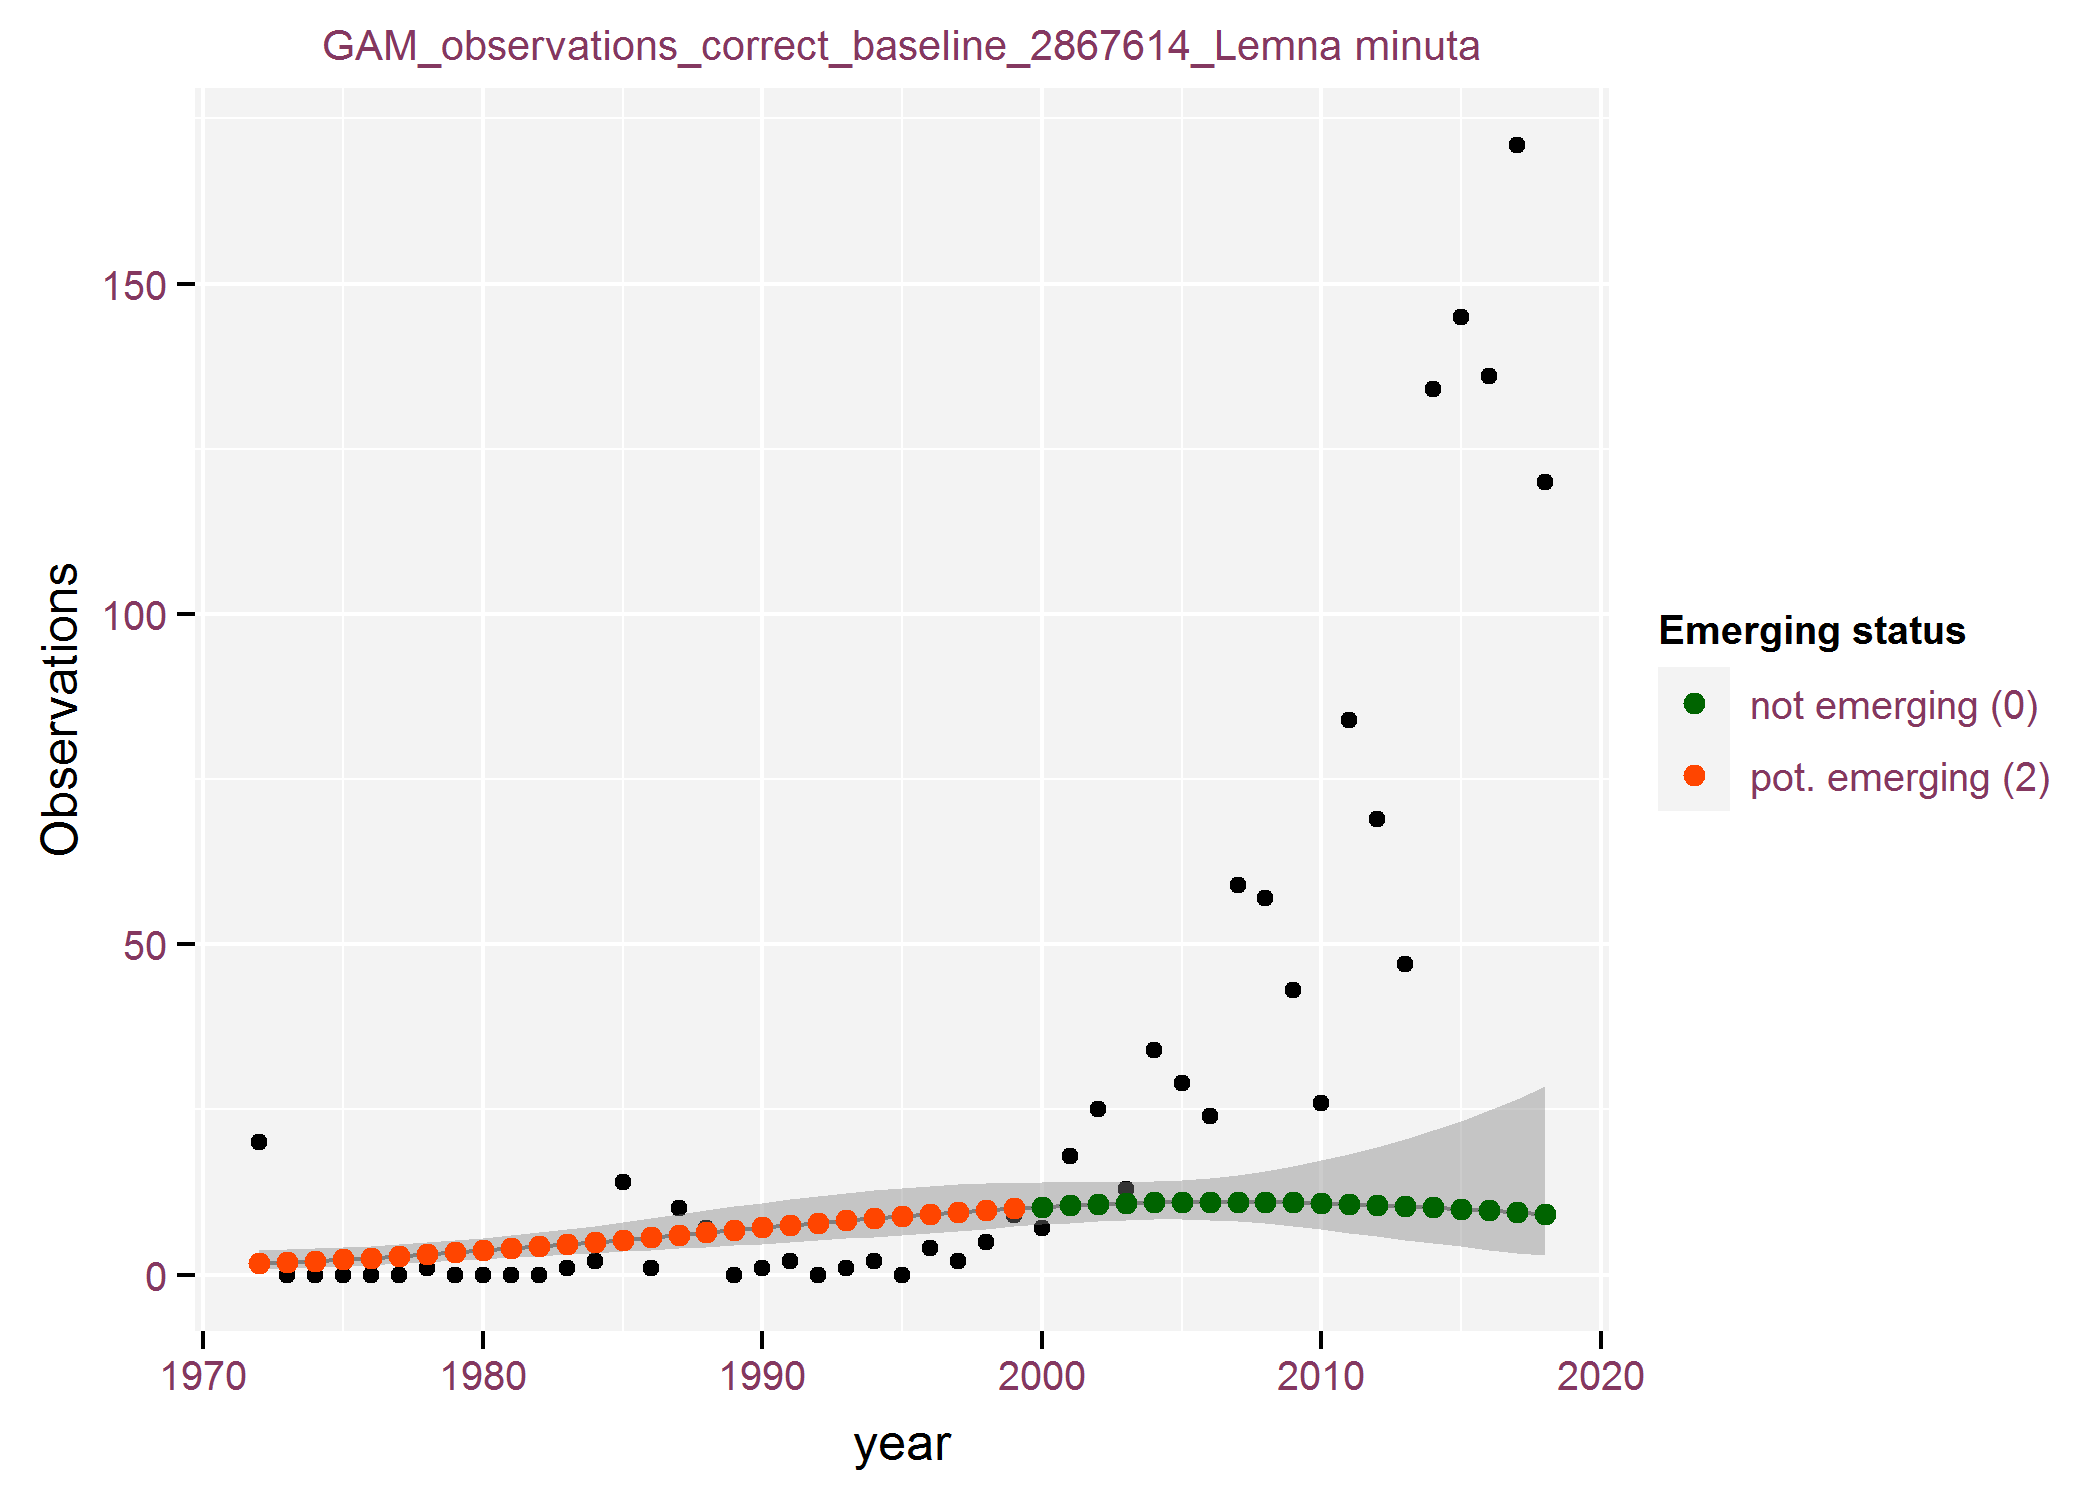 GAM_observations_correct_baseline_2867614_Lemna minuta
150
100
50
0
Observations
1970 1980 1990 2000 2010 2020
year
Emerging status
not emerging (0)
pot. emerging (2)